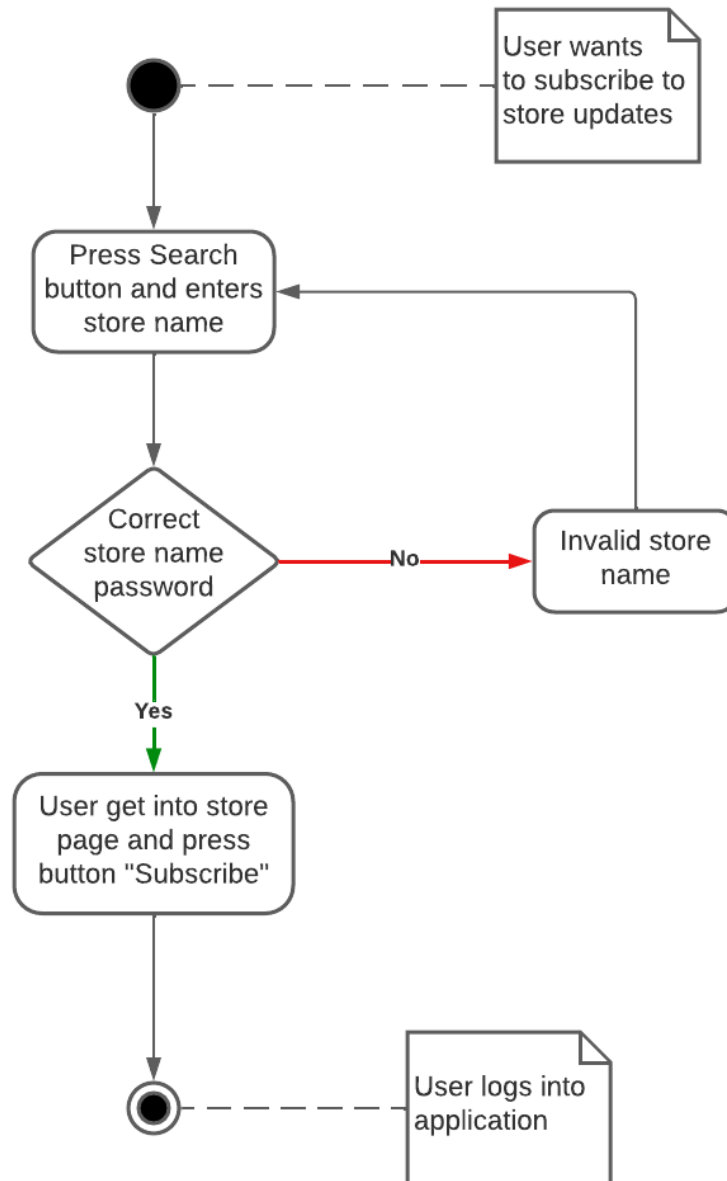 User wants
to subscribe to
store updates
Press Search
button and enters
store name
Correct
store name
password
No
Invalid store
name
Yes
User get into store
page and press
button "Subscribe"
User logs into
application